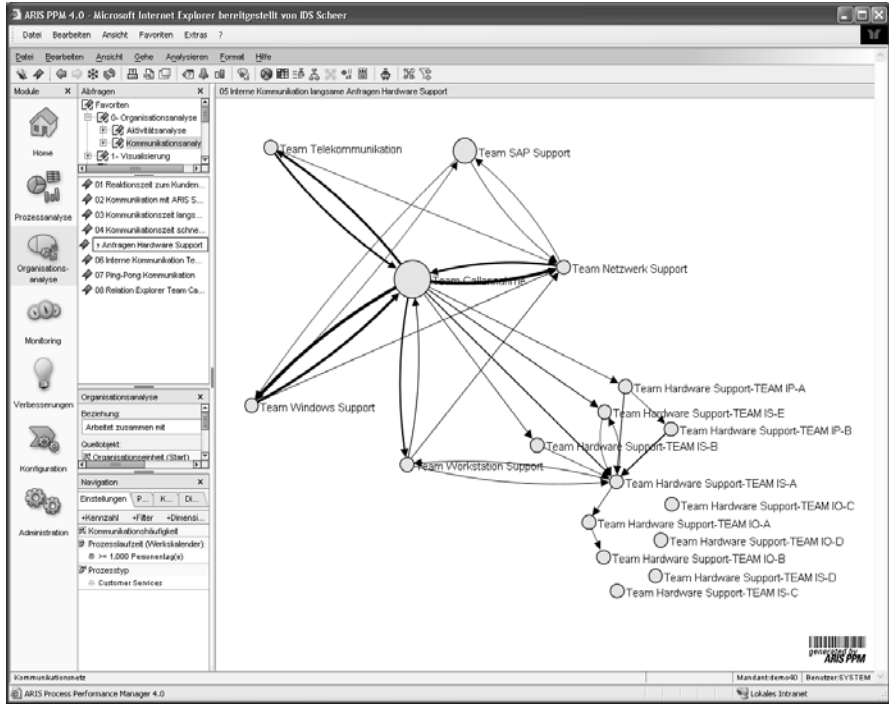 ARIS PPM 4.0 - Microsoft Internet Explorer bereitgestellt von IDS Scheer
Datei Bearbeiten Ansicht Favoriten Extras ?
Datei Bearbeiten Ansicht Gehe Analysieren Format Hilfe
Module X
Home
Prozessanalyse
Organisations-
analyse
Monitoring
Verbesserungen
Konfiguration
Administration
Abfragen X
Favoriten
0- Organisationsanalyse
Aktivitätsanalyse
Kommunikationsanaly
1- Visualisierung
01 Reaktionszeit zum Kunden...
02 Kommunikation mit ARIS S...
03 Kommunikationszeit langs...
04 Kommunikationszeit schne...
Anfragen Hardware Support
06 Interne Kommunikation Te...
07 Ping-Pong Kommunikation
08 Relation Explorer Team Ca...
Organisationsanalyse X
Beziehung:
Arbeitet zusammen mit
Quellobjekt:
Organisationseinheit (Start)
Navigation X
Einstellungen P... K... Di...
+Kennzahl +Filter +Dimensi...
Kommunikationshäufigkeit
Prozesslaufzeit (Werkskalender)
>= 1,000 Personentag(e)
Prozesstyp
Customer Services
05 Interne Kommunikation langsame Anfragen Hardware Support
Team Telekommunikation
Team SAP Support
Team Callannahme
Team Netzwerk Support
Team Windows Support
Team Workstation Support
Team Hardware Support-TEAM IP-A
Team Hardware Support-TEAM IS-E
Team Hardware Support-TEAM IP-B
Team Hardware Support-TEAM IS-B
Team Hardware Support-TEAM IS-A
Team Hardware Support-TEAM IO-C
Team Hardware Support-TEAM IO-A
Team Hardware Support-TEAM IO-D
Team Hardware Support-TEAM IO-B
Team Hardware Support-TEAM IS-D
Team Hardware Support-TEAM IS-C
generated by
ARIS PPM
Kommunikationsnetz
Mandant:demo40 Benutzer:SYSTEM
ARIS Process Performance Manager 4.0
Lokales Intranet